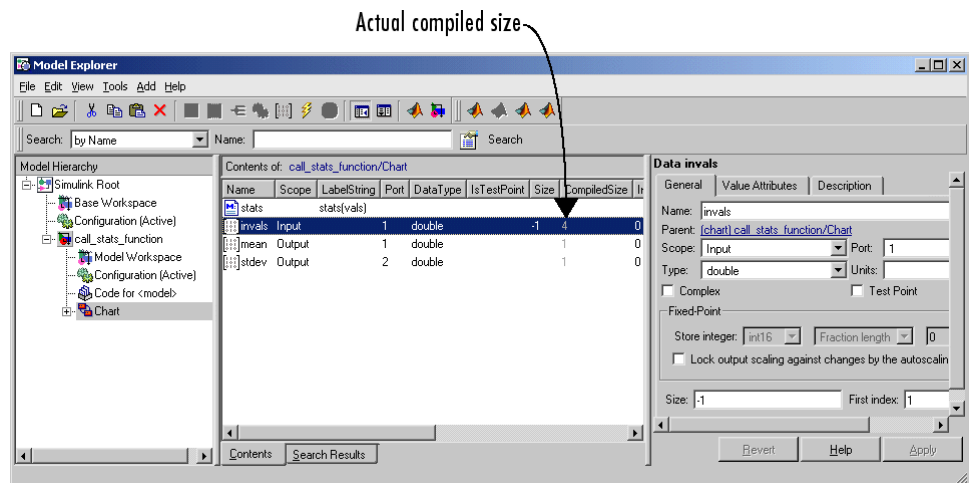 Actual compiled size
Model Explorer
File Edit View Tools Add Help
Search: by Name Name: Search
Model Hierarchy
Simulink Root
Base Workspace
Configuration (Active)
call_stats_function
Model Workspace
Configuration (Active)
Code for <model>
Chart
Contents of: call_stats_function/Chart
Name Scope LabelString Port DataType IsTestPoint Size CompiledSize In
stats stats(vals)
invals Input 1 double -1 4 0
mean Output 1 double 1 0
stdev Output 2 double 1 0
Contents Search Results
Data invals
General Value Attributes Description
Name: invals
Parent: (chart) call_stats_function/Chart
Scope: Input Port: 1
Type: double Units:
Complex Test Point
Fixed-Point
Store integer: int16 Fraction length 0
Lock output scaling against changes by the autoscalin
Size: -1 First index: 1
Revert Help Apply